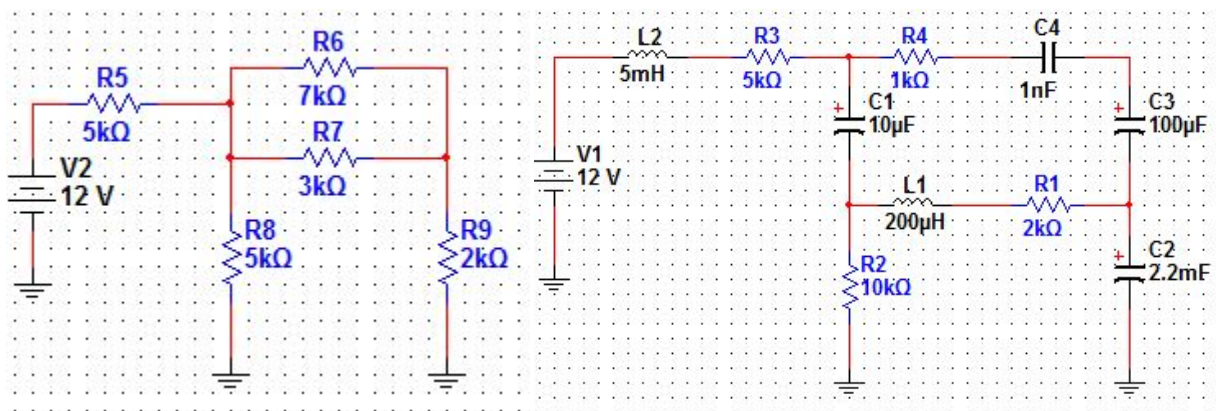 R6
7kΩ
R5
5kΩ
R7
3kΩ
V2
12 V
R8
5kΩ
R9
2kΩ
L2
5mH
R3
5kΩ
R4
1kΩ
C4
1nF
+
C1
10µF
+
C3
100µF
V1
12 V
L1
200µH
R1
2kΩ
R2
10kΩ
+
C2
2.2mF